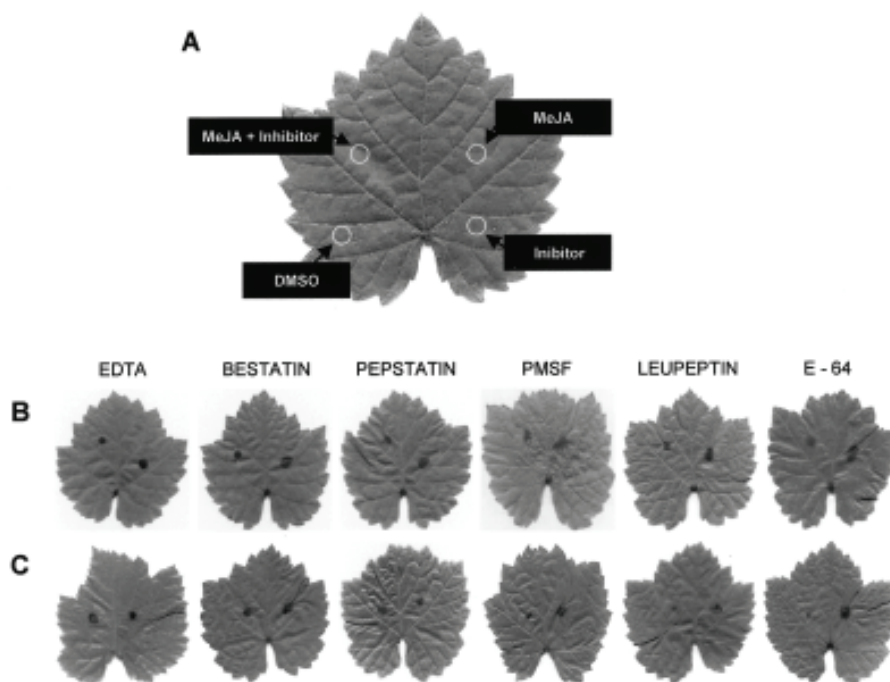 A
MeJA + Inhibitor
MeJA
DMSO
Inibitor
EDTA BESTATIN PEPSTATIN PMSF LEUPEPTIN E - 64
B
C